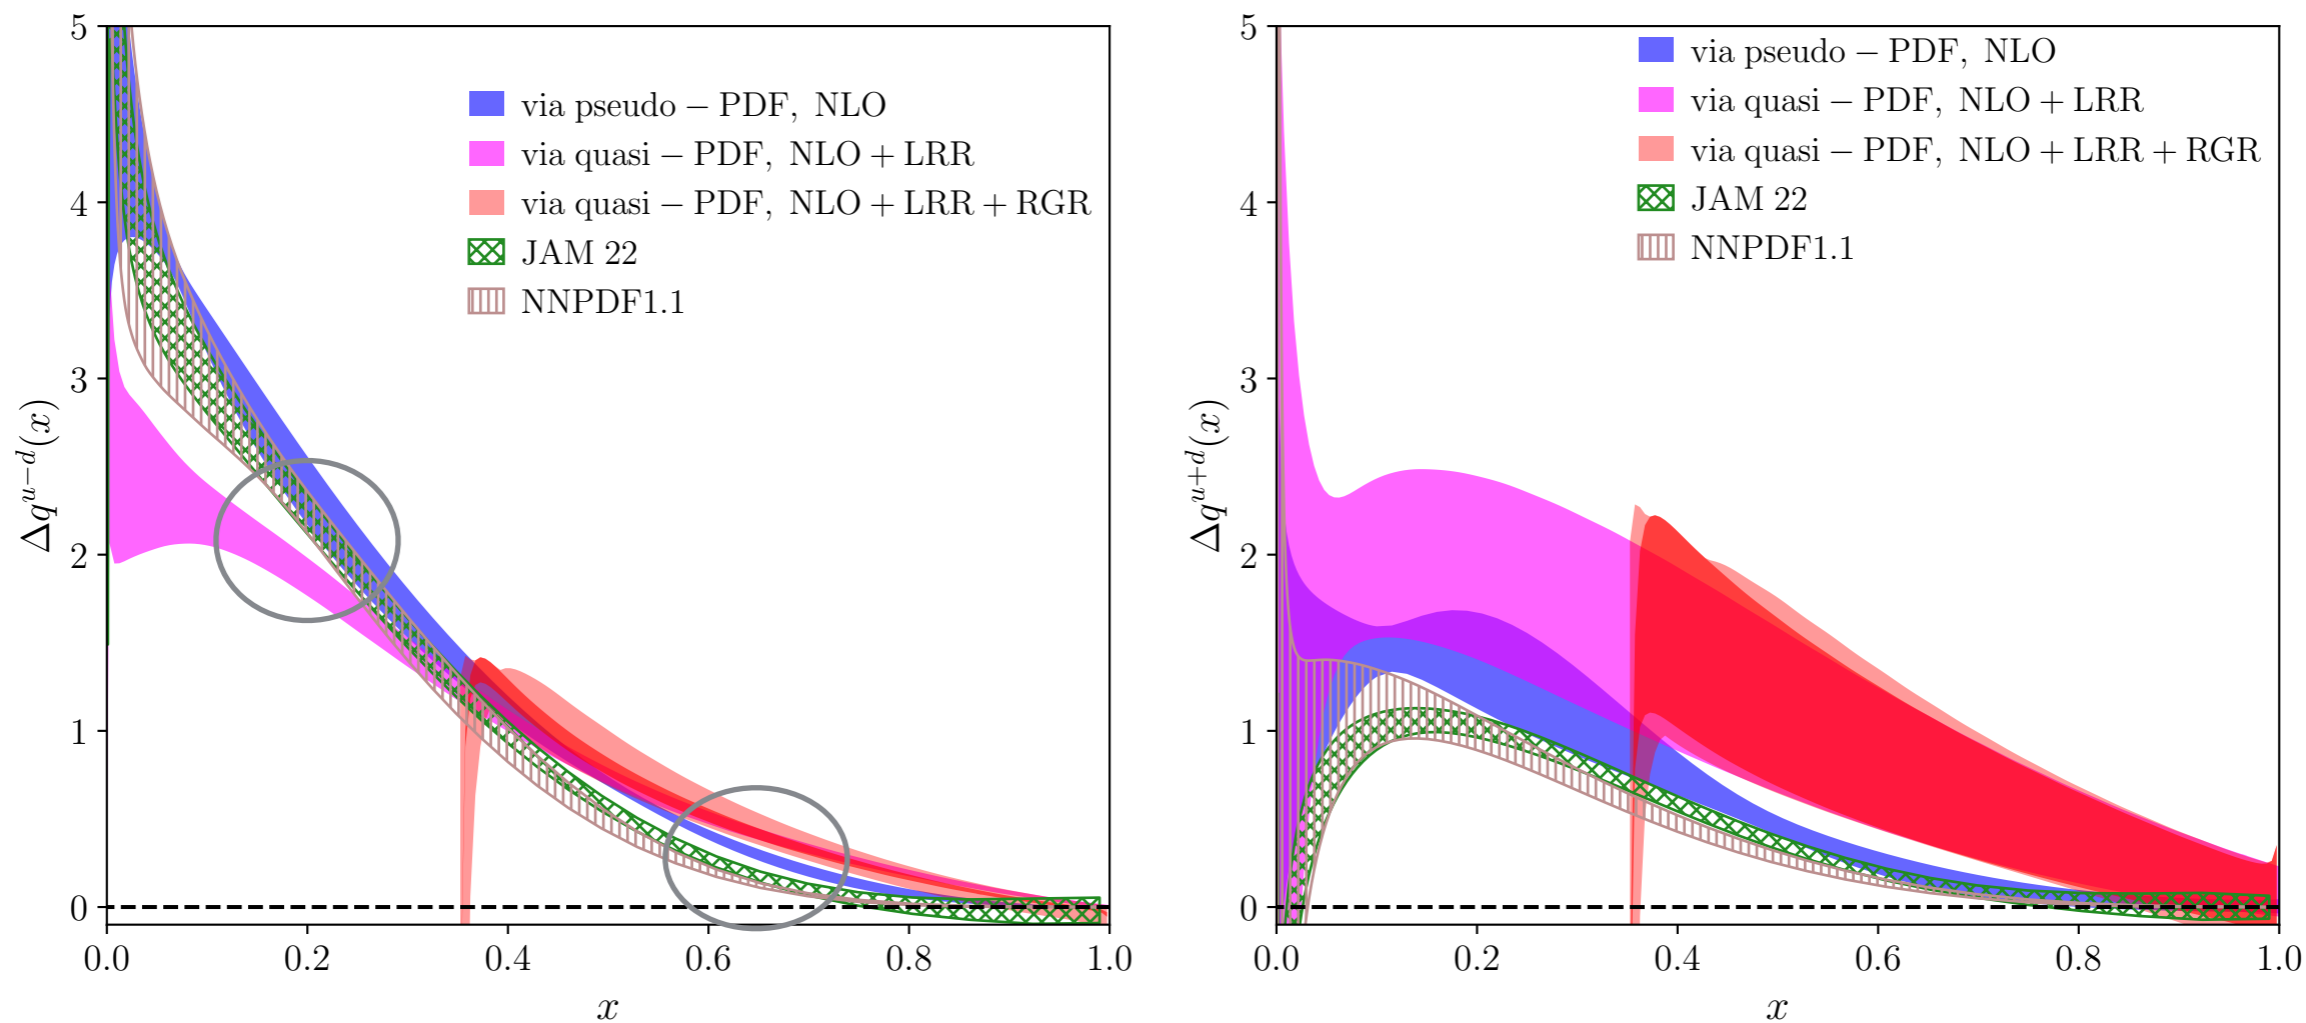 5
4
3
2
1
0
Δq^{u−d}(x)
via pseudo − PDF, NLO
via quasi − PDF, NLO + LRR
via quasi − PDF, NLO + LRR + RGR
JAM 22
NNPDF1.1
0.0 0.2 0.4 0.6 0.8 1.0
x
5
4
3
2
1
0
Δq^{u+d}(x)
via pseudo − PDF, NLO
via quasi − PDF, NLO + LRR
via quasi − PDF, NLO + LRR + RGR
JAM 22
NNPDF1.1
0.0 0.2 0.4 0.6 0.8 1.0
x